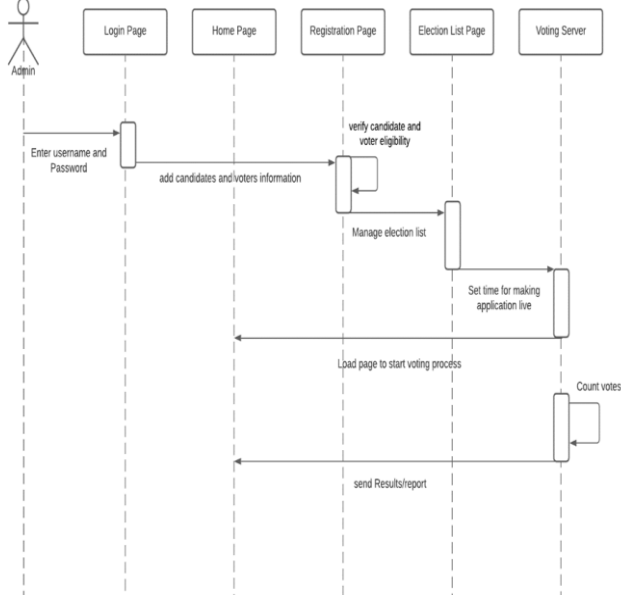 Login Page
Home Page
Registration Page
Election List Page
Voting Server
Admin
verify candidate and
voter eligibility
Enter username and
Password
add candidates and voters information
Manage election list
Set time for making
application live
Load page to start voting process
Count votes
send Results/report